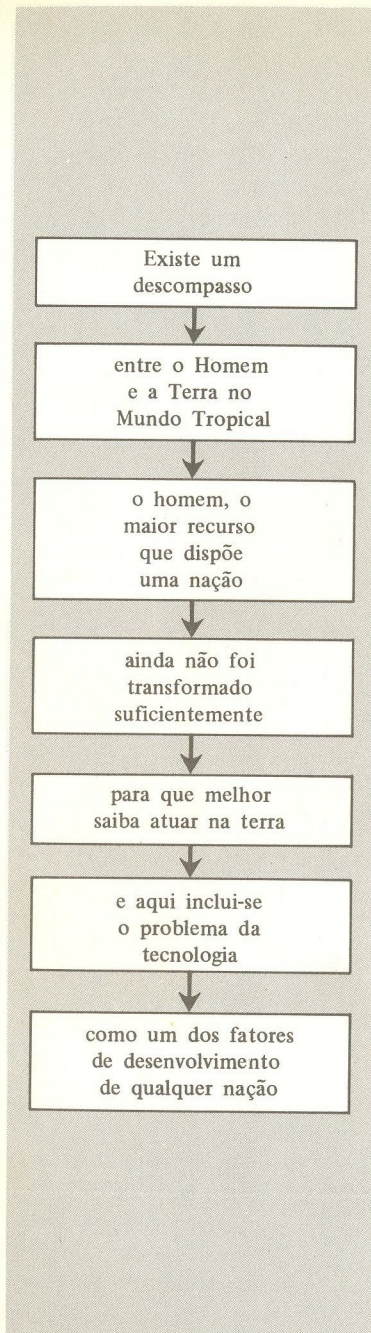 Existe um
descompasso
entre o Homem
e a Terra no
Mundo Tropical
o homem, o
maior recurso
que dispõe
uma nação
ainda não foi
transformado
suficientemente
para que melhor
saiba atuar na terra
e aqui inclui-se
o problema da
tecnologia
como um dos fatores
de desenvolvimento
de qualquer nação